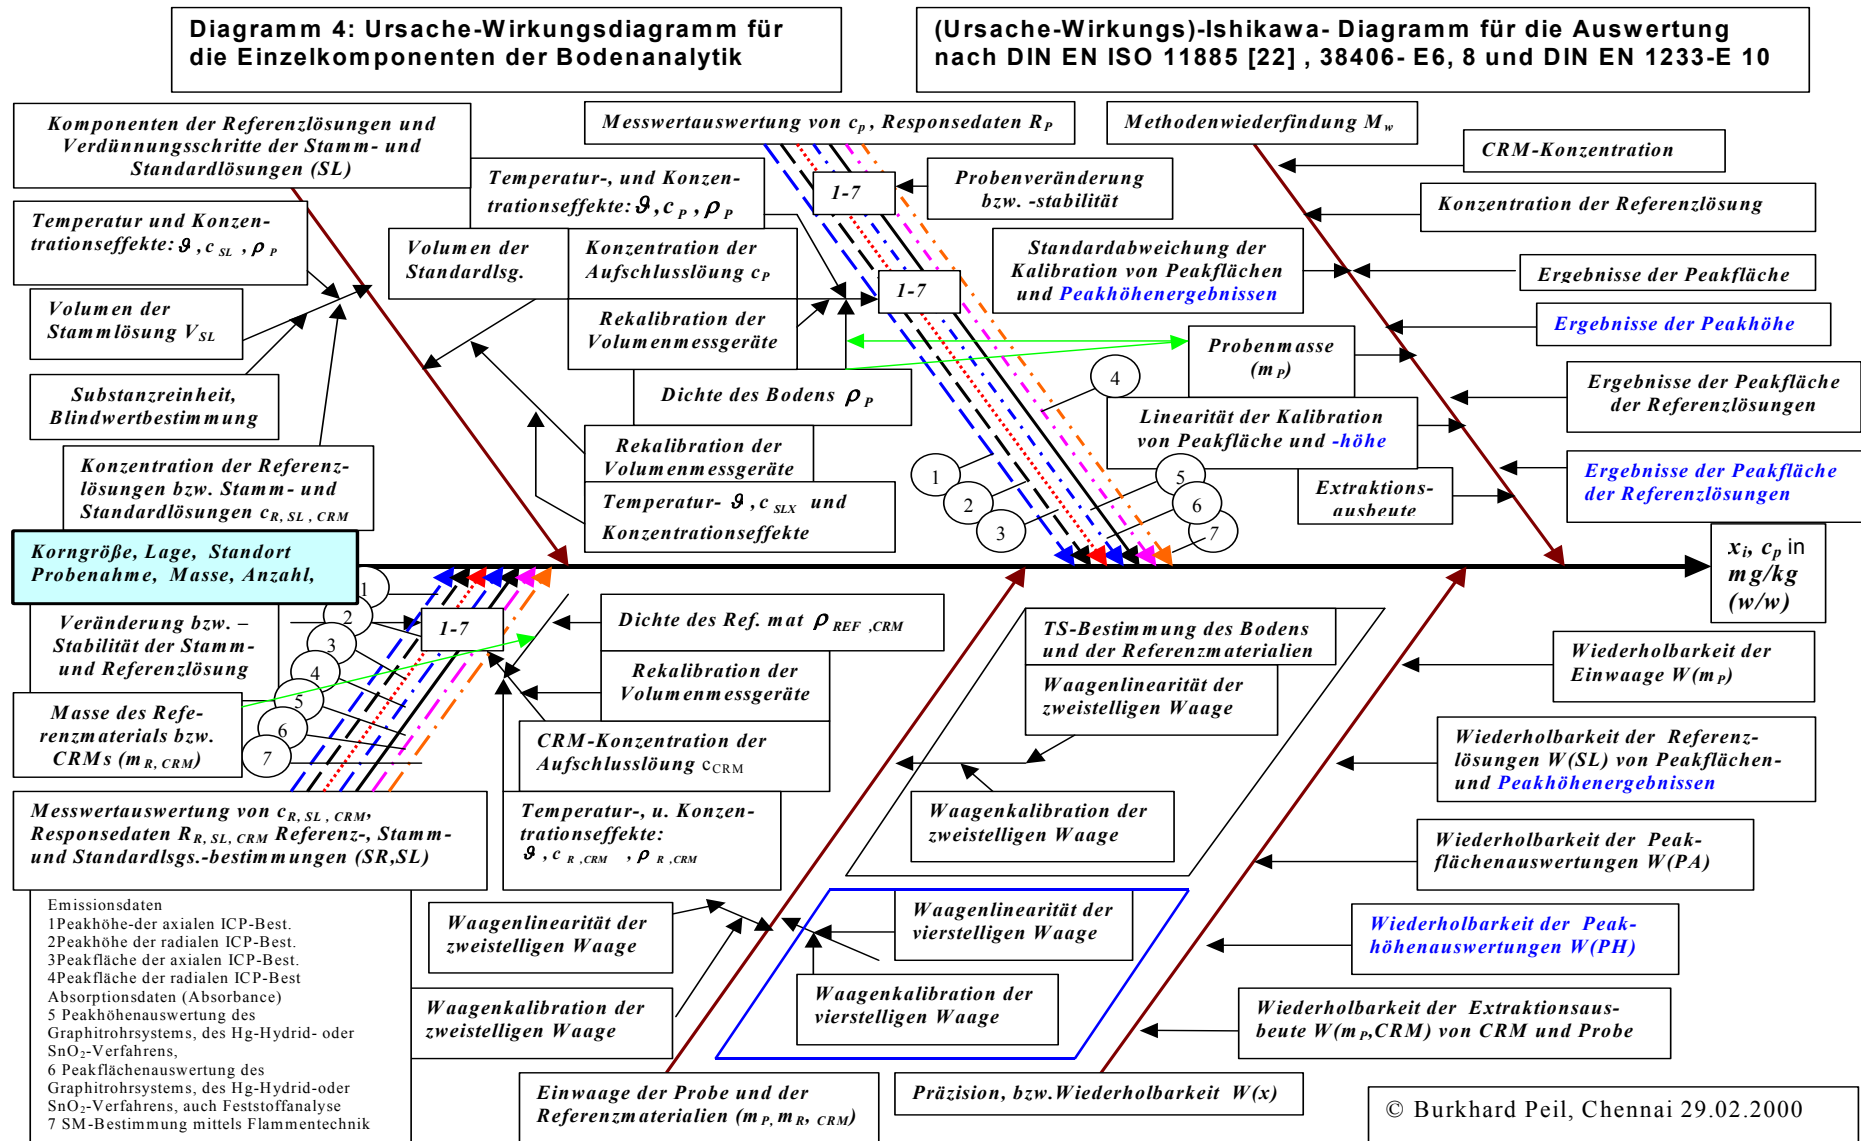 Diagramm 4: Ursache-Wirkungsdiagramm für
die Einzelkomponenten der Bodenanalytik
(Ursache-Wirkungs)-Ishikawa- Diagramm für die Auswertung
nach DIN EN ISO 11885 [22] , 38406- E6, 8 und DIN EN 1233-E 10
Komponenten der Referenzlösungen und
Verdünnungsschritte der Stamm- und
Standardlösungen (SL)
Messwertauswertung von cp , Responsedaten RP
Methodenwiederfindung Mw
CRM-Konzentration
Temperatur-, und Konzen-
trationseffekte: ϑ , c P , ρ P
1-7
Probenveränderung
bzw. -stabilität
Konzentration der Referenzlösung
Temperatur und Konzen-
trationseffekte: ϑ , c SL , ρ P
Volumen der
Standardlsg.
Konzentration der
Aufschlusslöung cP
Standardabweichung der
Kalibration von Peakflächen
und Peakhöhenergebnissen
Ergebnisse der Peakfläche
1-7
Volumen der
Stammlösung VSL
Rekalibration der
Volumenmessgeräte
Ergebnisse der Peakhöhe
Probenmasse
(mP)
Substanzreinheit,
Blindwertbestimmung
Dichte des Bodens ρ P
4
Ergebnisse der Peakfläche
der Referenzlösungen
Linearität der Kalibration
von Peakfläche und -höhe
Rekalibration der
Volumenmessgeräte
Konzentration der Referenz-
lösungen bzw. Stamm- und
Standardlösungen cR, SL , CRM
1
2
3
5
6
7
Ergebnisse der Peakfläche
der Referenzlösungen
Extraktions-
ausbeute
Temperatur- ϑ , c SLX und
Konzentrationseffekte
Korngröße, Lage, Standort
Probenahme, Masse, Anzahl,
xi, cp in
mg/kg
(w/w)
1
2
3
4
5
6
7
1-7
Veränderung bzw. –
Stabilität der Stamm-
und Referenzlösung
Dichte des Ref. mat ρ REF ,CRM
TS-Bestimmung des Bodens
und der Referenzmaterialien
Wiederholbarkeit der
Einwaage W(mP)
Rekalibration der
Volumenmessgeräte
Waagenlinearität der
zweistelligen Waage
Masse des Refe-
renzmaterials bzw.
CRMs (mR, CRM)
CRM-Konzentration der
Aufschlusslöung cCRM
Wiederholbarkeit der Referenz-
lösungen W(SL) von Peakflächen-
und Peakhöhenergebnissen
Messwertauswertung von cR, SL , CRM,
Responsedaten RR, SL, CRM Referenz-, Stamm-
und Standardlsgs.-bestimmungen (SR,SL)
Temperatur-, u. Konzen-
trationseffekte:
ϑ , c R ,CRM , ρ R ,CRM
Waagenkalibration der
zweistelligen Waage
Wiederholbarkeit der Peak-
flächenauswertungen W(PA)
Emissionsdaten
1Peakhöhe-der axialen ICP-Best.
2Peakhöhe der radialen ICP-Best.
3Peakfläche der axialen ICP-Best.
4Peakfläche der radialen ICP-Best
Absorptionsdaten (Absorbance)
5 Peakhöhenauswertung des
Graphitrohrsystems, des Hg-Hydrid- oder
SnO2-Verfahrens,
6 Peakflächenauswertung des
Graphitrohrsystems, des Hg-Hydrid-oder
SnO2-Verfahrens, auch Feststoffanalyse
7 SM-Bestimmung mittels Flammentechnik
Waagenlinearität der
zweistelligen Waage
Waagenlinearität der
vierstelligen Waage
Wiederholbarkeit der Peak-
höhenauswertungen W(PH)
Waagenkalibration der
zweistelligen Waage
Waagenkalibration der
vierstelligen Waage
Wiederholbarkeit der Extraktionsaus-
beute W(mP,CRM) von CRM und Probe
Einwaage der Probe und der
Referenzmaterialien (mP, mR, CRM)
Präzision, bzw.Wiederholbarkeit W(x)
© Burkhard Peil, Chennai 29.02.2000